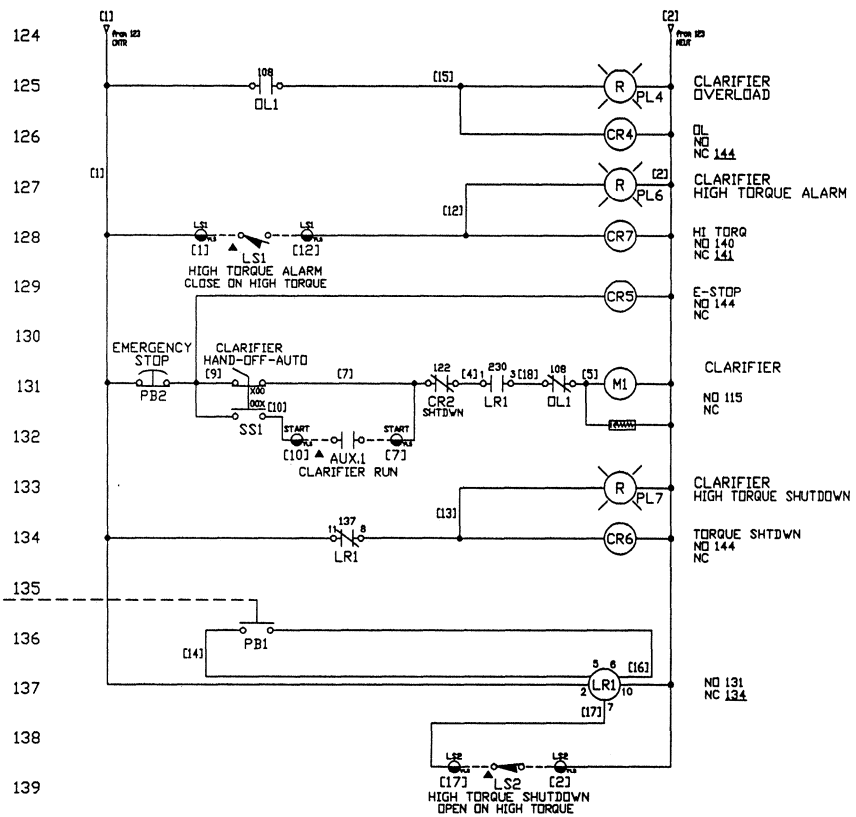 [1] [2]
124 from 123 from 123
CNTR NEUT
108 [15] R CLARIFIER
125 OL1 PL4 OVERLOAD
126 CR4 OL
NO
NC 144
[1] [2]
127 R CLARIFIER
[12] PL6 HIGH TORQUE ALARM
LS1 LS1
128 CR7 HI TORQ
[1] LS1 [12] NO 140
HIGH TORQUE ALARM NC 141
129 CLOSE ON HIGH TORQUE
CR5 E-STOP
NO 144
NC
130
EMERGENCY CLARIFIER
STOP HAND-OFF-AUTO CLARIFIER
[9] [7] 122 [4] 1 230 3 [18] 108 [5]
131 PB2 X00 CR2 LR1 OL1 M1
SHTDWN NO 115
00X [10] NC
SS1 START START
132 [10] AUX.1 [7]
CLARIFIER RUN
133 R CLARIFIER
PL7 HIGH TORQUE SHUTDOWN
[13]
11 137 8
134 LR1 CR6 TORQUE SHTDWN
NO 144
NC
135
136 PB1
[14] 5 6 [16]
137 2 LR1 10 NO 131
[17] 7 NC 134
138
LS2 LS2
[17] LS2 [2]
139 HIGH TORQUE SHUTDOWN
OPEN ON HIGH TORQUE